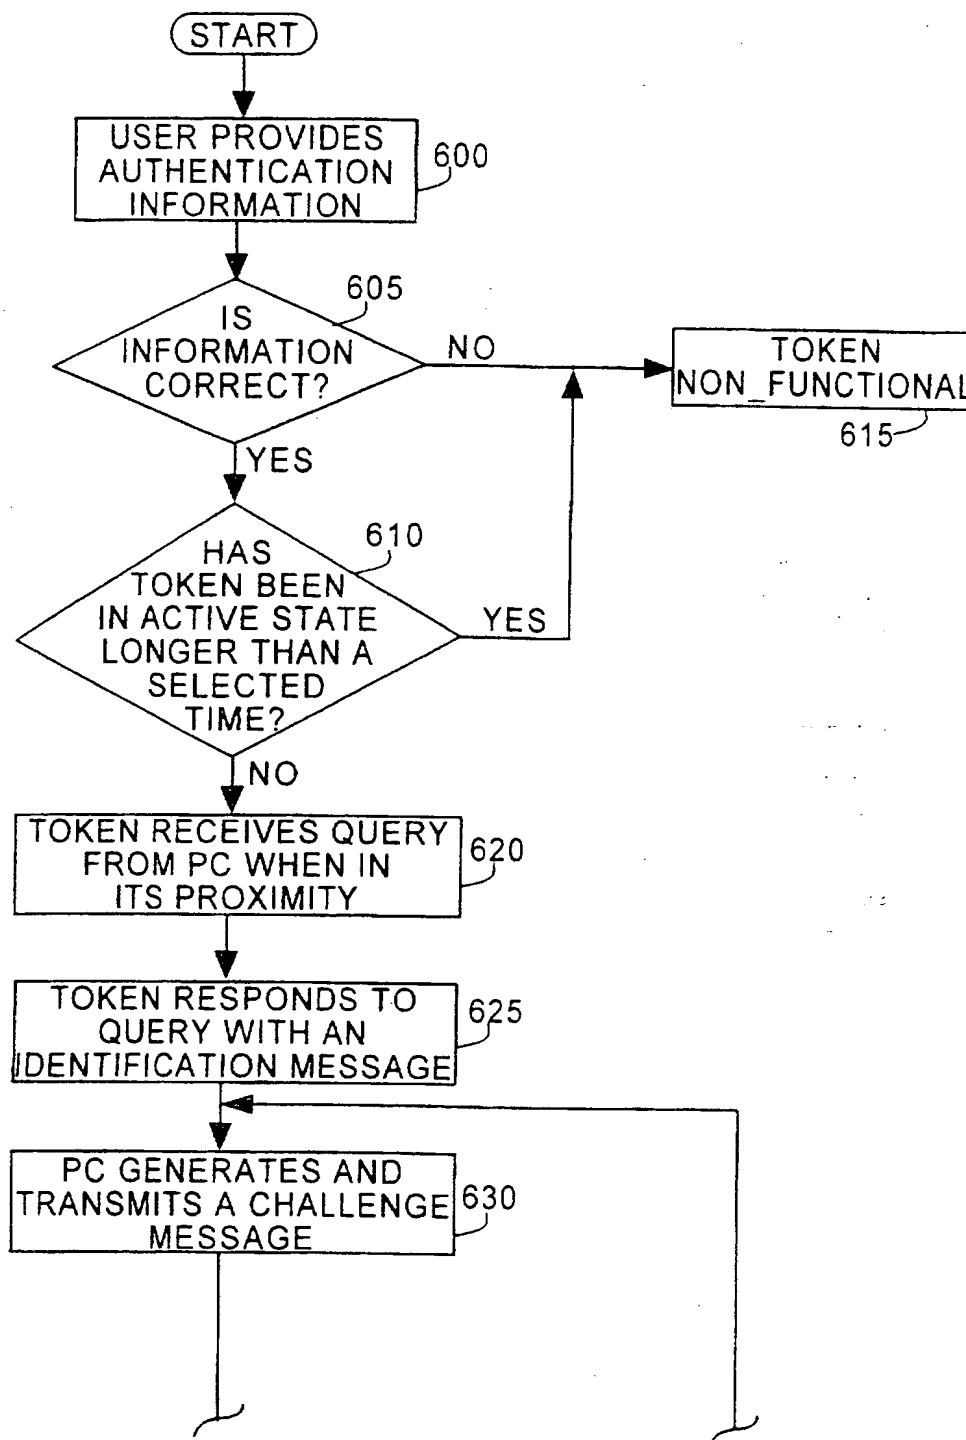 START
USER PROVIDES
AUTHENTICATION
INFORMATION
600
605
IS
INFORMATION
CORRECT?
NO
TOKEN
NON_FUNCTIONAL
615
YES
610
HAS
TOKEN BEEN
IN ACTIVE STATE
LONGER THAN A
SELECTED
TIME?
YES
NO
TOKEN RECEIVES QUERY
FROM PC WHEN IN
ITS PROXIMITY
620
TOKEN RESPONDS TO
QUERY WITH AN
IDENTIFICATION MESSAGE
625
PC GENERATES AND
TRANSMITS A CHALLENGE
MESSAGE
630